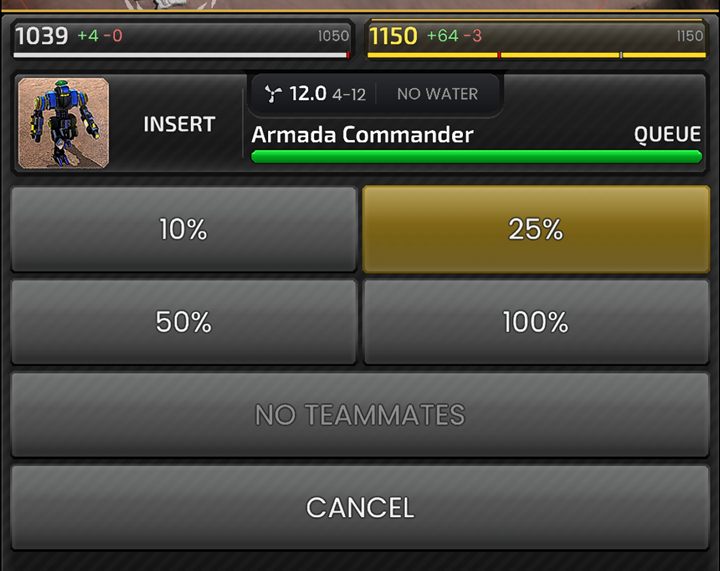 1039 +4 -0 1050 1150 +64 -3 1150
12.0 4-12 NO WATER
INSERT
Armada Commander QUEUE
10% 25%
50% 100%
NO TEAMMATES
CANCEL